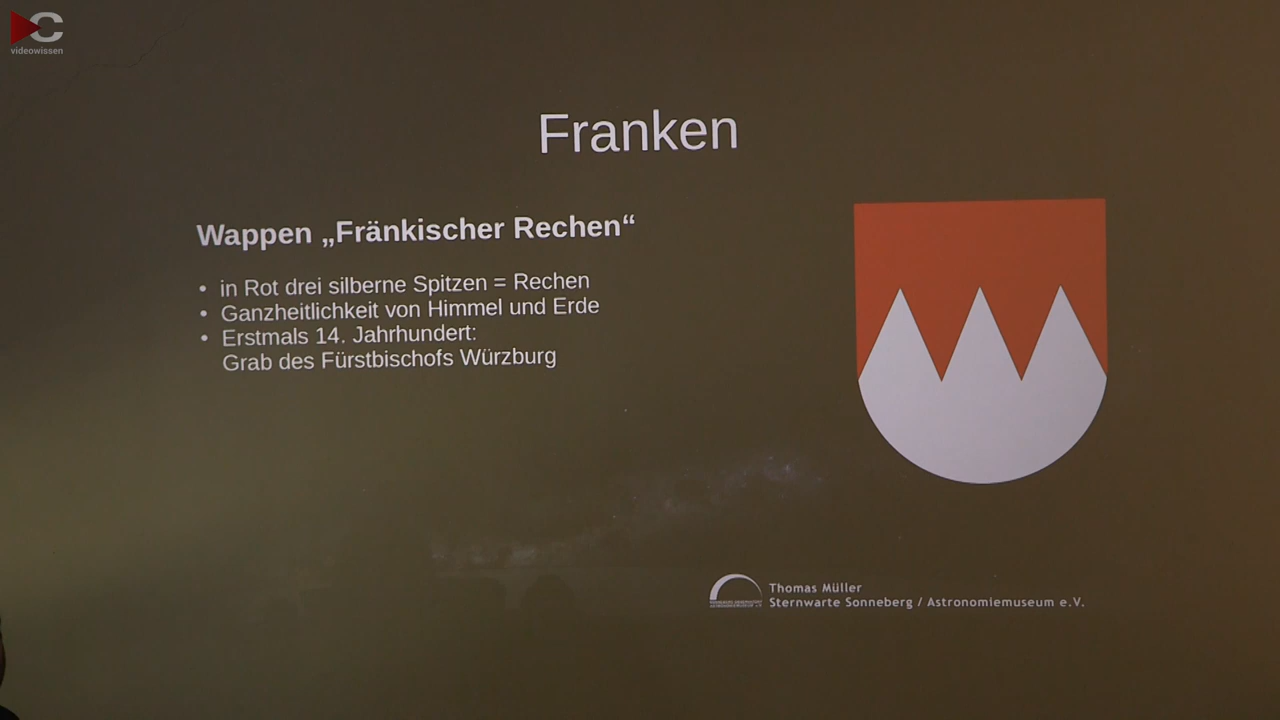 videowissen
Franken
Wappen „Fränkischer Rechen“
• in Rot drei silberne Spitzen = Rechen
• Ganzheitlichkeit von Himmel und Erde
• Erstmals 14. Jahrhundert:
Grab des Fürstbischofs Würzburg
Thomas Müller
Sternwarte Sonneberg / Astronomiemuseum e.V.